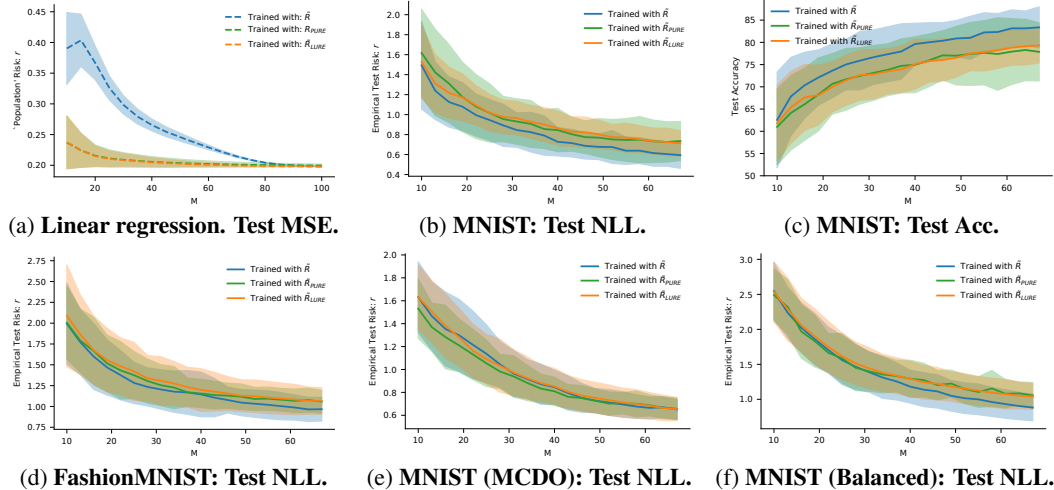 0.45
0.40
0.35
0.30
0.25
0.20
'Population' Risk: r
20 40 60 80 100
M
Trained with: R̃
Trained with: R̃PURE
Trained with: R̃LURE
(a) Linear regression. Test MSE.
2.0
1.8
1.6
1.4
1.2
1.0
0.8
0.6
0.4
Empirical Test Risk: r
10 20 30 40 50 60
M
Trained with R̃
Trained with R̃PURE
Trained with R̃LURE
(b) MNIST: Test NLL.
85
80
75
70
65
60
55
50
Test Accuracy
10 20 30 40 50 60
M
Trained with R̃
Trained with R̃PURE
Trained with R̃LURE
(c) MNIST: Test Acc.
2.75
2.50
2.25
2.00
1.75
1.50
1.25
1.00
0.75
Empirical Test Risk: r
10 20 30 40 50 60
M
Trained with R̃
Trained with R̃PURE
Trained with R̃LURE
(d) FashionMNIST: Test NLL.
2.0
1.8
1.6
1.4
1.2
1.0
0.8
0.6
Empirical Test Risk: r
10 20 30 40 50 60
M
Trained with R̃
Trained with R̃PURE
Trained with R̃LURE
(e) MNIST (MCDO): Test NLL.
3.0
2.5
2.0
1.5
1.0
Empirical Test Risk: r
10 20 30 40 50 60
M
Trained with R̃
Trained with R̃PURE
Trained with R̃LURE
(f) MNIST (Balanced): Test NLL.